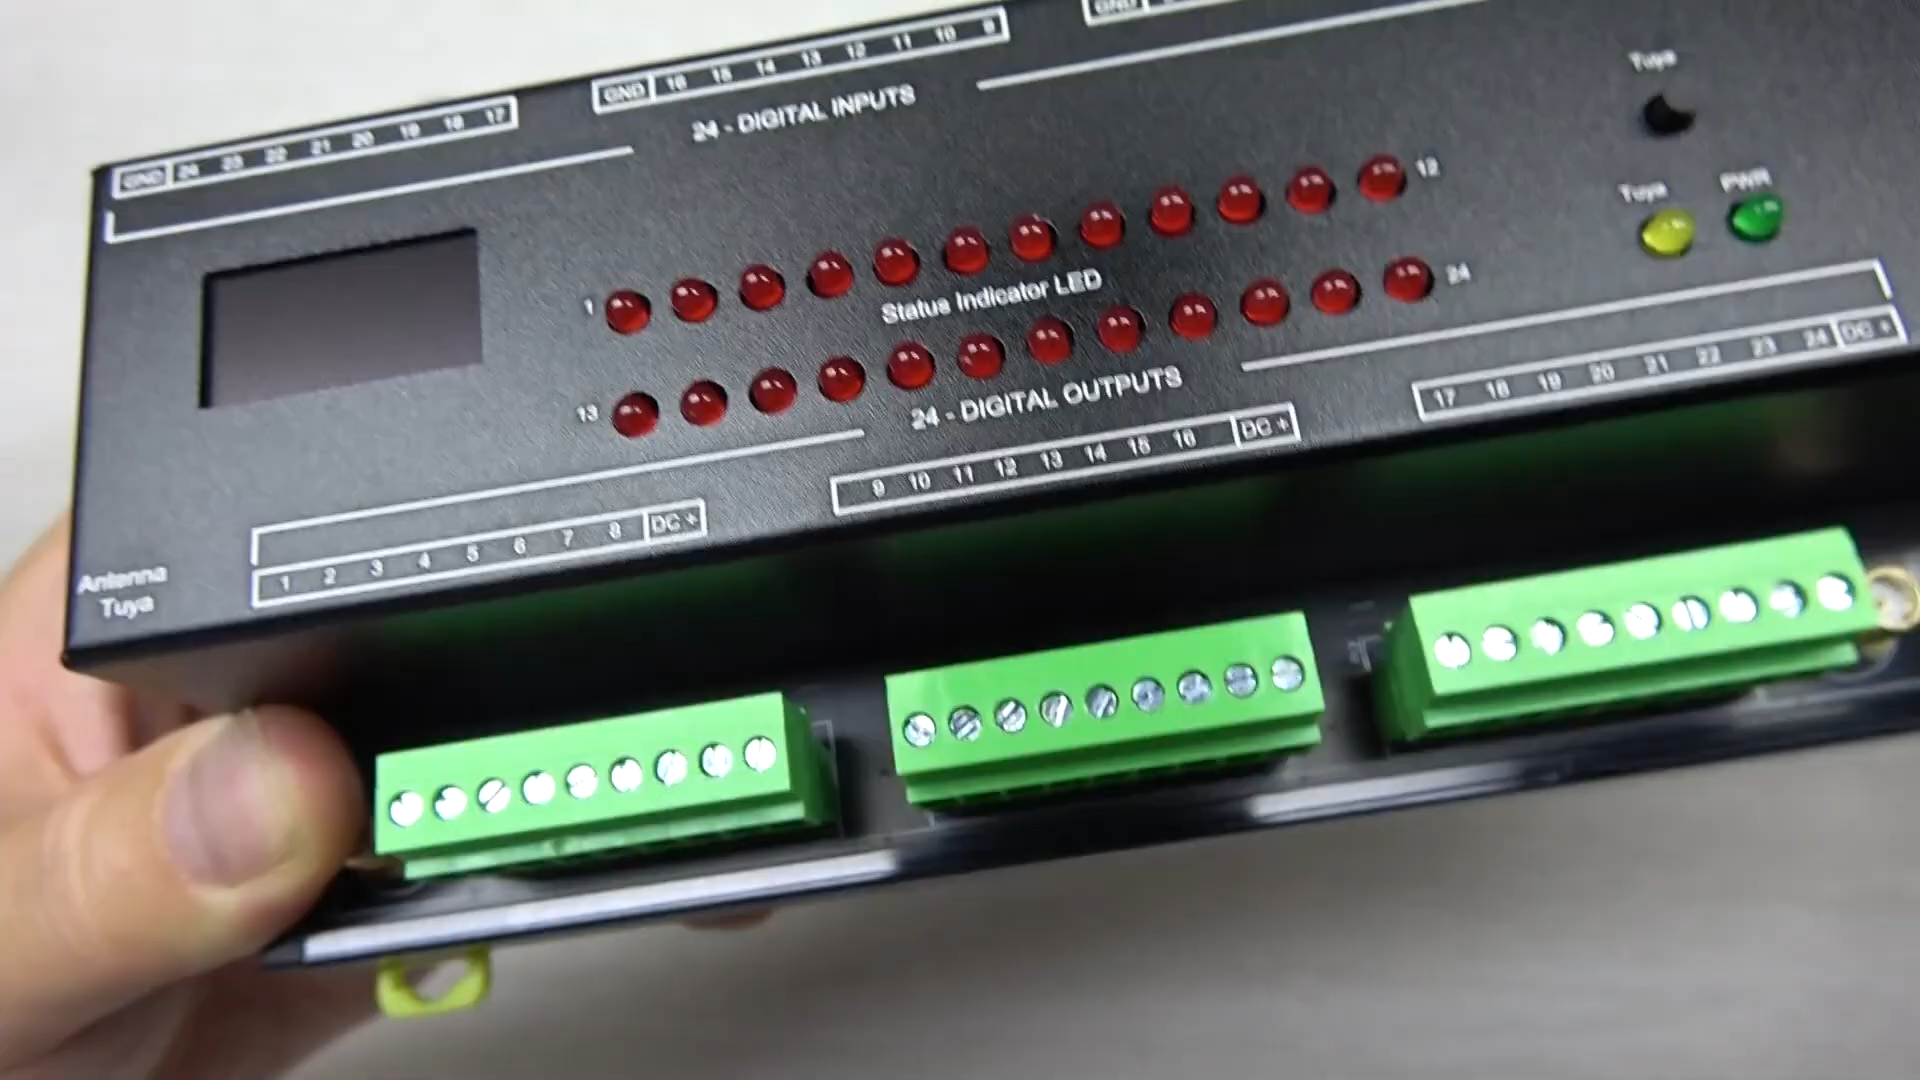 GND
GND 16 15 14 13 12 11 10 9
GND 24 23 22 21 20 19 18 17
24 - DIGITAL INPUTS
Tuya
Tuya PWR
1 12
Status Indicator LED
13 24
24 - DIGITAL OUTPUTS
17 18 19 20 21 22 23 24 DC +
9 10 11 12 13 14 15 16 DC +
1 2 3 4 5 6 7 8 DC +
Antenna
Tuya